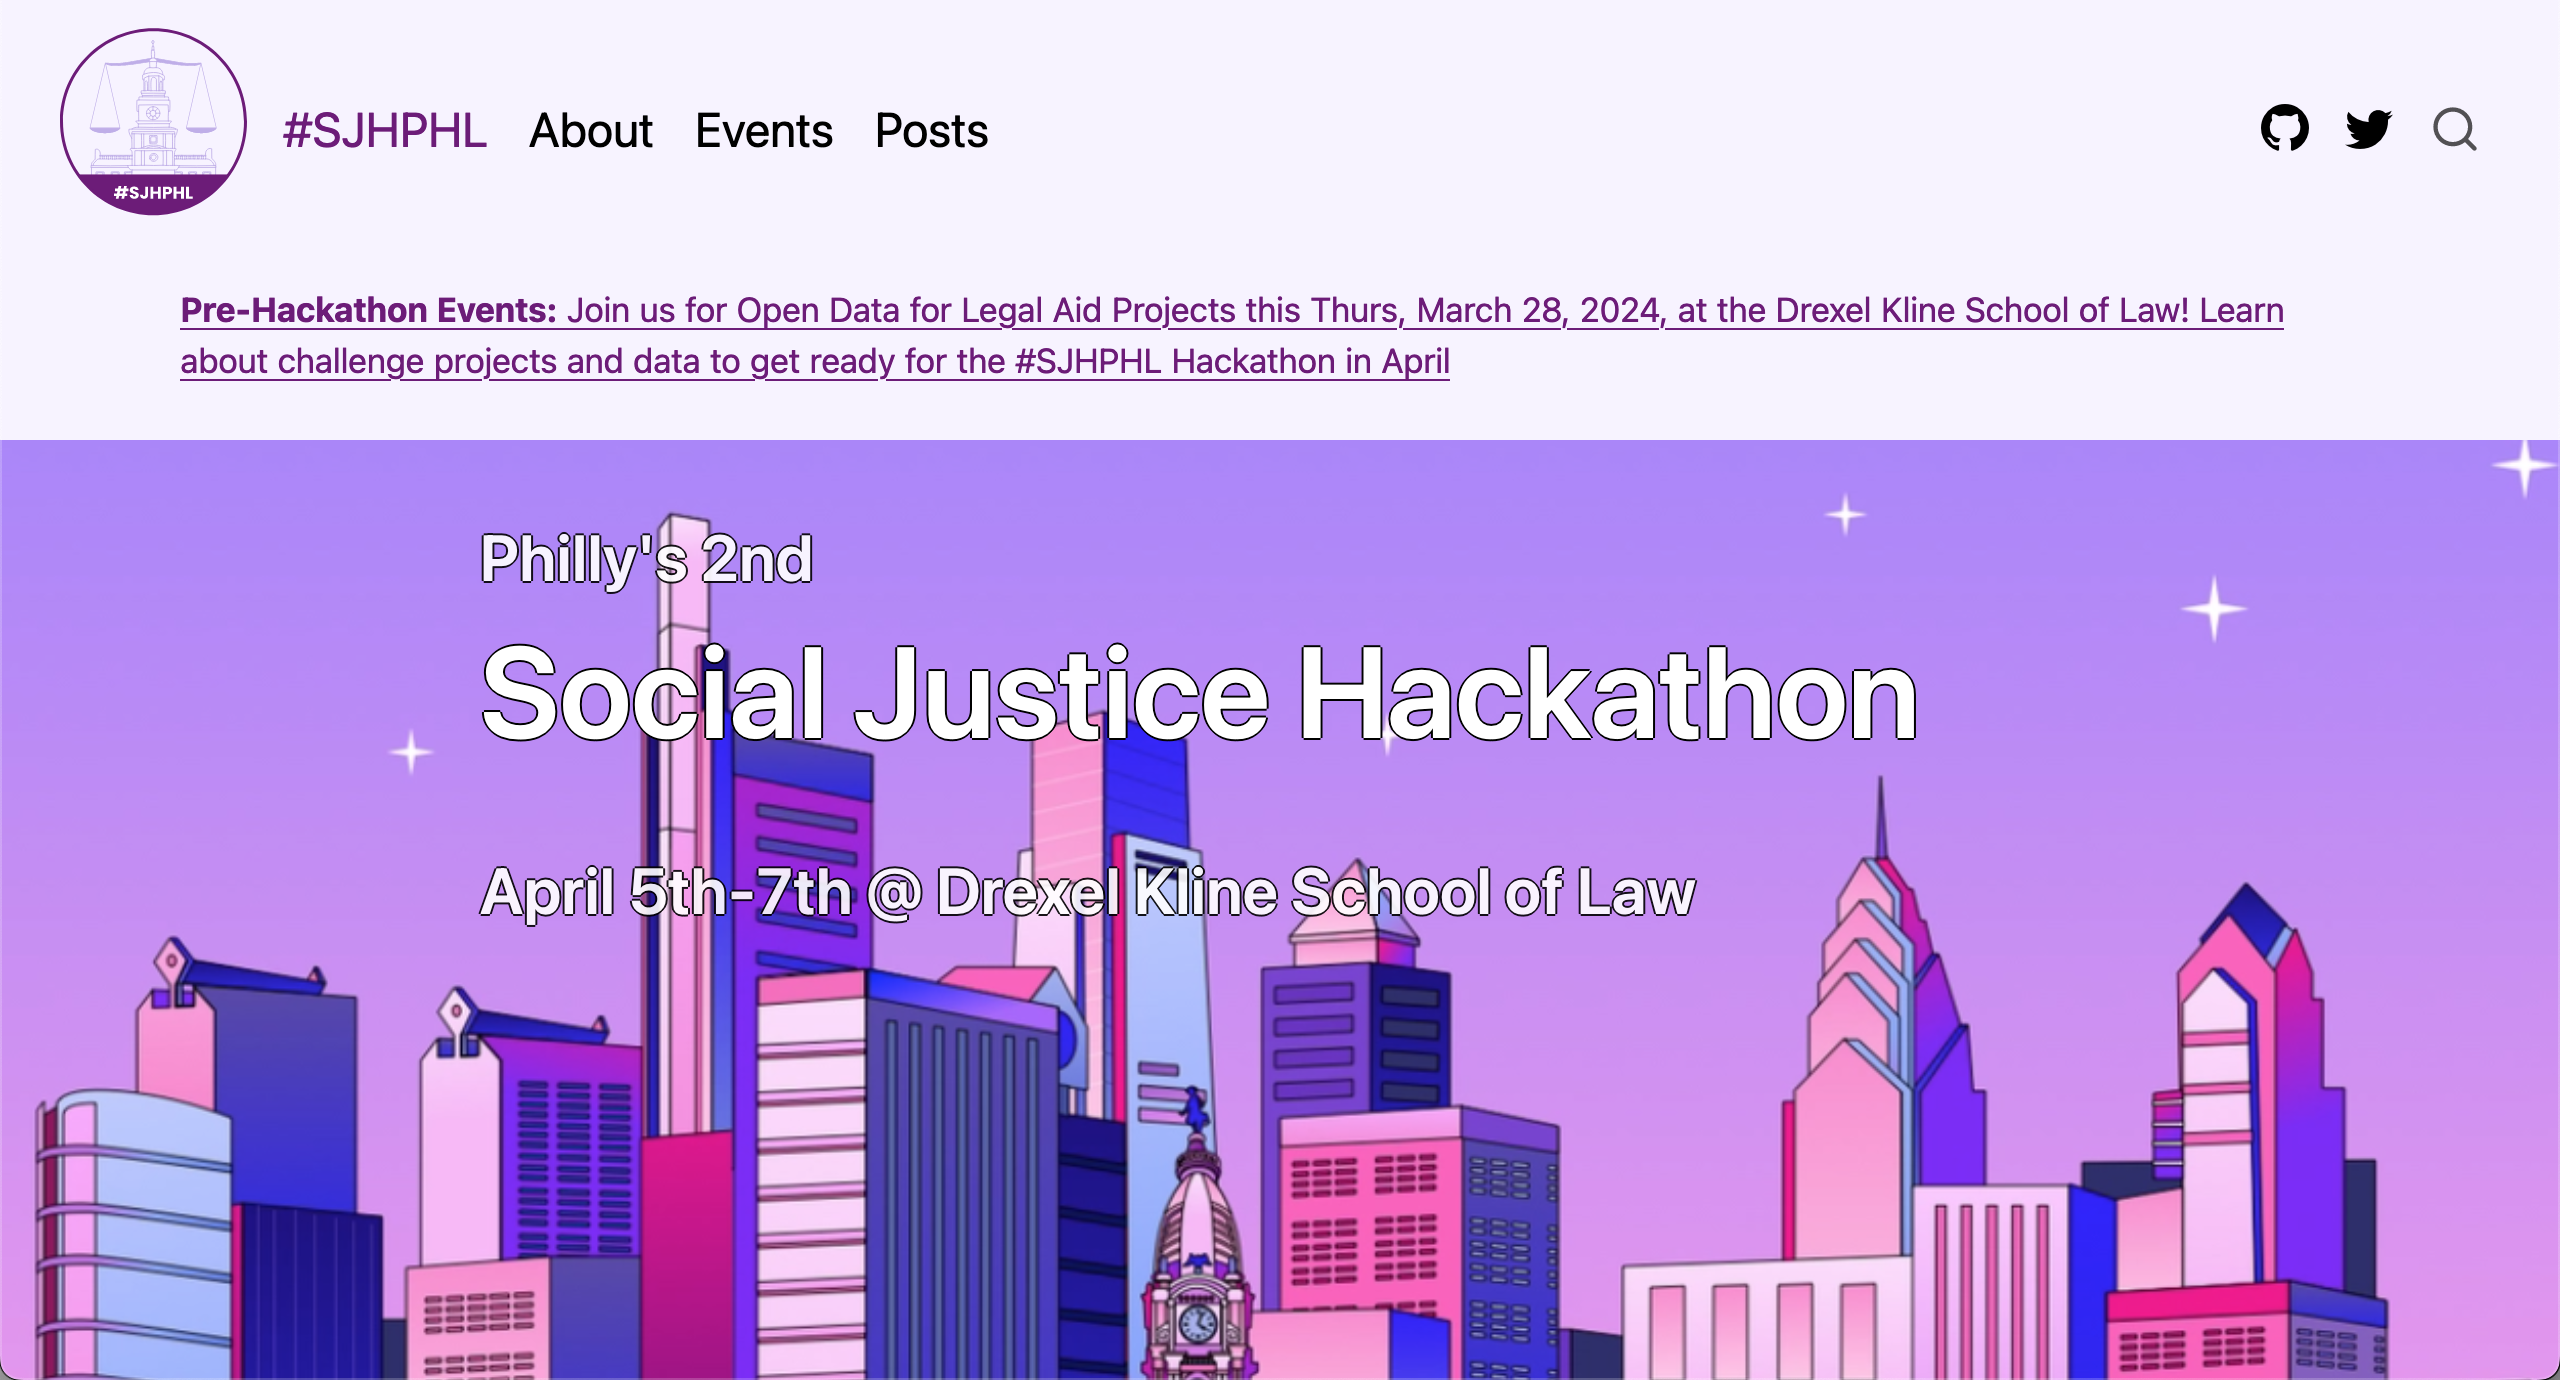 #SJHPHL
#SJHPHL About Events Posts
Pre-Hackathon Events: Join us for Open Data for Legal Aid Projects this Thurs, March 28, 2024, at the Drexel Kline School of Law! Learn
about challenge projects and data to get ready for the #SJHPHL Hackathon in April
Philly's 2nd
Social Justice Hackathon
April 5th-7th @ Drexel Kline School of Law